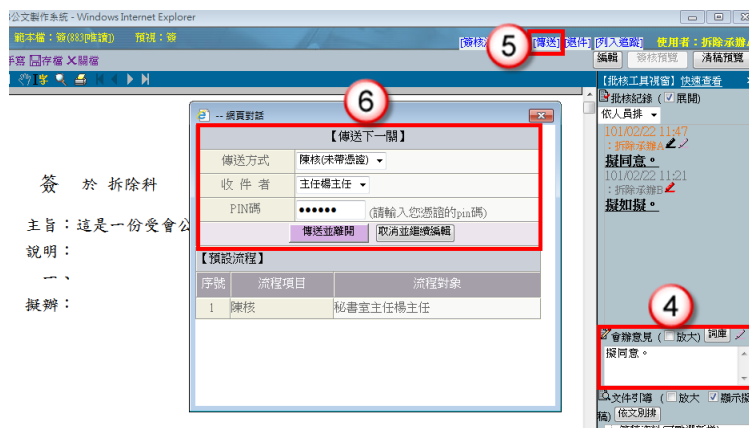 公文製作系統 - Windows Internet Explorer
範本檔：簽(883[唯讀]) 預視：簽
[傳送] [退件] [列入追蹤] 使用者：拆除承辦A
手寫 存檔 X關檔
編輯 簽核預覽 清稿預覽
5
6
4
【批核工具視窗】快速查看
批核紀錄 ( 展開)
依人員排
101/02/22 11:47
：拆除承辦A
擬同意。
101/02/22 11:21
：拆除承辦B
擬如擬。
會辦意見 ( 放大) 詞庫
擬同意。
文件引導 ( 放大 顯示擬
稿) 依文別排
簽 於 拆除科
主旨：這是一份受會公
說明：
一、
擬辦：
-- 網頁對話
【傳送下一關】
傳送方式 陳核(未帶憑證)
收 件 者 主任楊主任
PIN碼 •••••• (請輸入您憑證的pin碼)
傳送並離開 取消並繼續編輯
【預設流程】
序號 流程項目 流程對象
1 陳核 秘書室主任楊主任